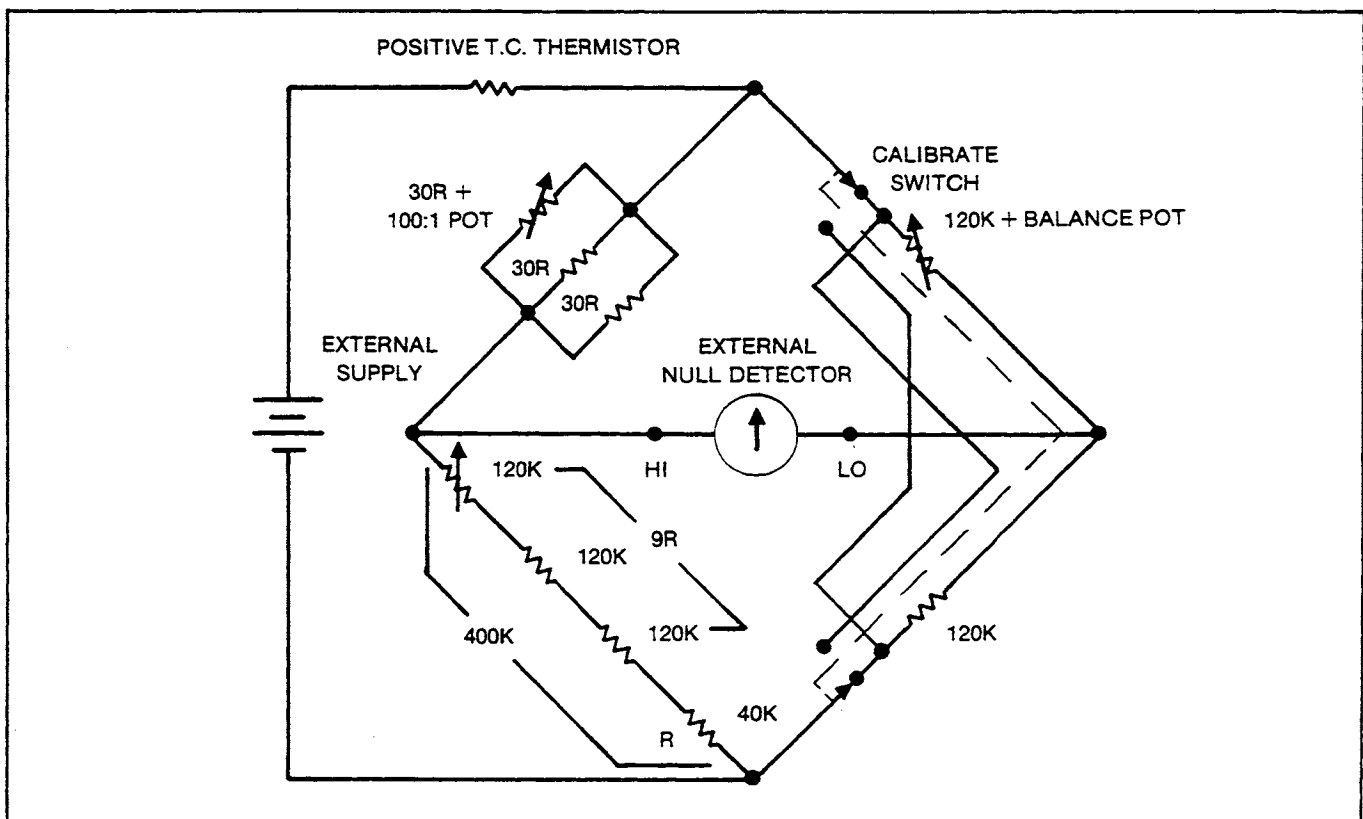 POSITIVE T.C. THERMISTOR
CALIBRATE
SWITCH
30R +
100:1 POT
120K + BALANCE POT
30R
30R
EXTERNAL
SUPPLY
EXTERNAL
NULL DETECTOR
120K
HI
LO
9R
120K
400K
120K
120K
40K
R